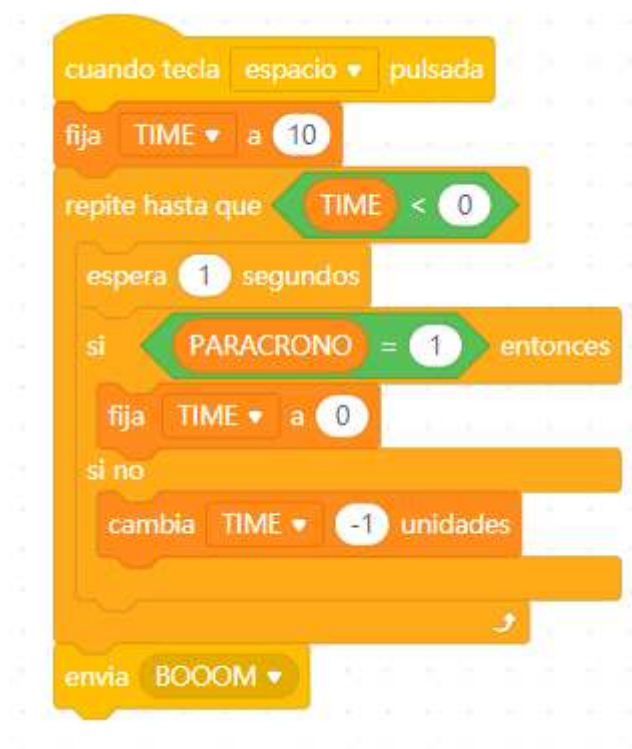 cuando tecla espacio pulsada
fija TIME a 10
repite hasta que TIME < 0
espera 1 segundos
si PARACRONO = 1 entonces
fija TIME a 0
si no
cambia TIME -1 unidades
envia BOOOM